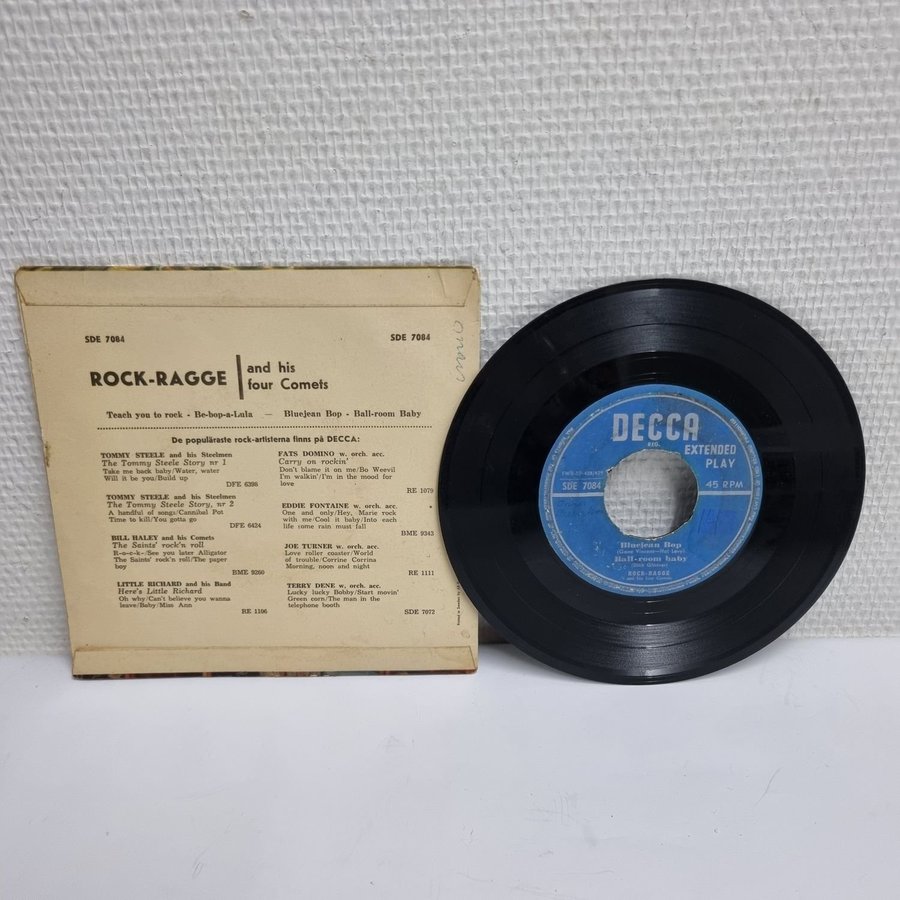 SDE 7084
SDE 7084
ROCK-RAGGE
and his
four Comets
Teach you to rock - Be-bop-a-Lula — Bluejean Bop - Ball-room Baby
De populäraste rock-artisterna finns på DECCA:
TOMMY STEELE and his Steelmen
The Tommy Steele Story nr 1
Take me back baby/Water, water
Will it be you/Build up
DFE 6398
TOMMY STEELE and his Steelmen
The Tommy Steele Story, nr 2
A handful of songs/Cannibal Pot
Time to kill/You gotta go
DFE 6424
BILL HALEY and his Comets
The Saints' rock'n roll
R-o-c-k-/See you later Alligator
The Saints' rock'n roll/The paper
boy
BME 9260
LITTLE RICHARD and his Band
Here's Little Richard
Oh why/Can't believe you wanna
leave/Baby/Miss Ann
RE 1106
FATS DOMINO w. orch. acc.
Carry on rockin'
Don't blame it on me/Bo Weevil
I'm walkin'/I'm in the mood for
love
RE 1079
EDDIE FONTAINE w. orch. acc.
One and only/Hey, Marie rock
with me/Cool it baby/Into each
life some rain must fall
BME 9343
JOE TURNER w. orch. acc.
Love roller coaster/World
of trouble/Corrine Corrina
Morning, noon and night
RE 1111
TERRY DENE w. orch. acc.
Lucky lucky Bobby/Start movin'
Green corn/The man in the
telephone booth
SDE 7072
DECCA
REG.
EXTENDED
PLAY
SDE 7084
45 RPM
Bluejean Bop
Ball-room baby
ROCK-RAGGE
and his four Comets